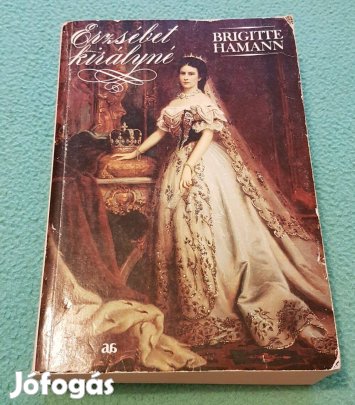 Erzsébet
királyné
BRIGITTE
HAMANN
Jófogás